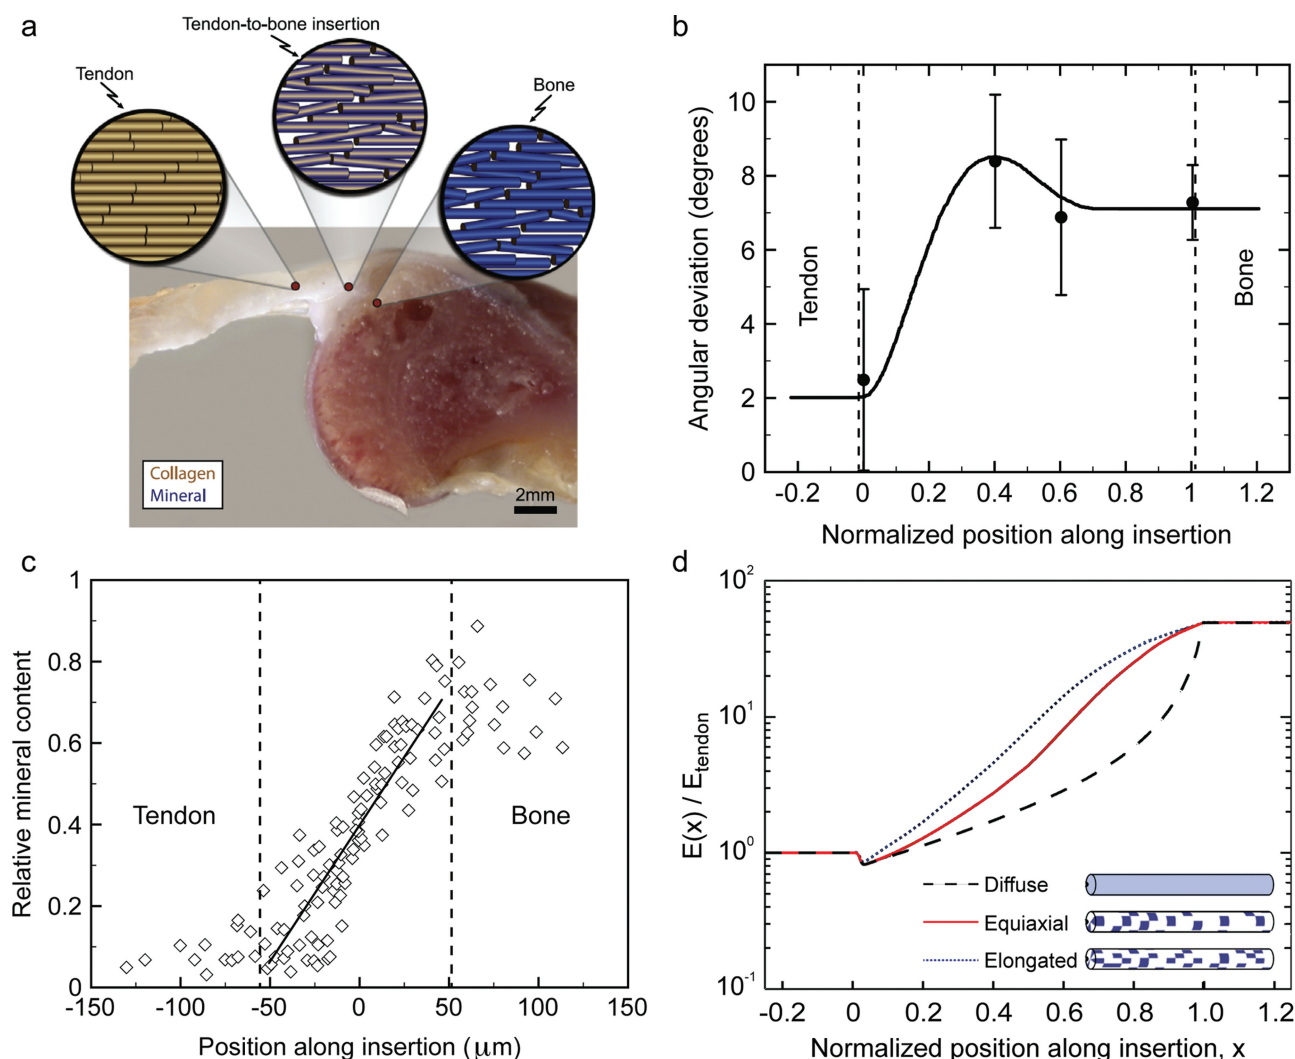 a
Tendon-to-bone insertion
Tendon
Bone
Collagen
Mineral
2mm
b
Angular deviation (degrees)
10
8
6
4
2
0
Tendon
Bone
-0.2 0 0.2 0.4 0.6 0.8 1 1.2
Normalized position along insertion
c
Relative mineral content
1
0.8
0.6
0.4
0.2
0
Tendon
Bone
-150 -100 -50 0 50 100 150
Position along insertion (μm)
d
E(x) / E_tendon
10²
10¹
10⁰
10⁻¹
Diffuse
Equiaxial
Elongated
-0.2 0 0.2 0.4 0.6 0.8 1.0 1.2
Normalized position along insertion, x